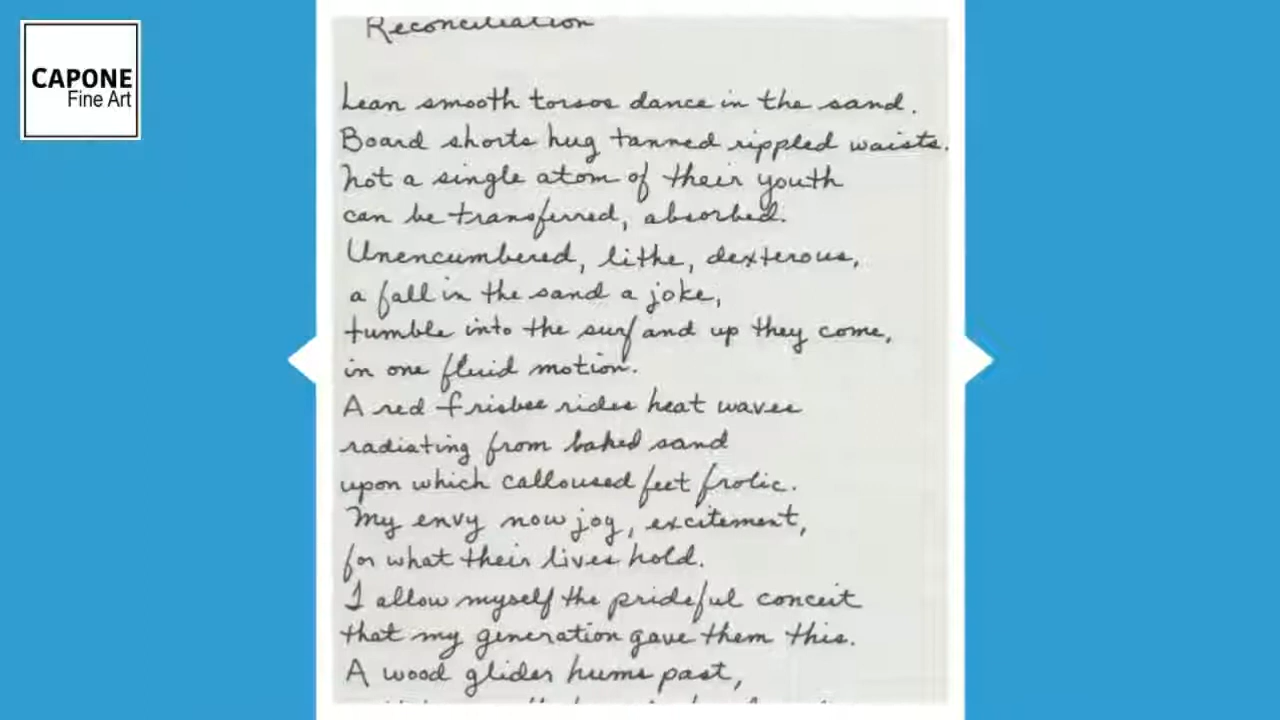 CAPONE
Fine Art
Reconciliation
Lean smooth torsos dance in the sand.
Board shorts hug tanned rippled waists.
Not a single atom of their youth
can be transferred, absorbed.
Unencumbered, lithe, dexterous,
a fall in the sand a joke,
tumble into the surf and up they come,
in one fluid motion.
A red frisbee rides heat waves
radiating from baked sand
upon which calloused feet frolic.
My envy now joy, excitement,
for what their lives hold.
I allow myself the prideful conceit
that my generation gave them this.
A wood glider hums past,